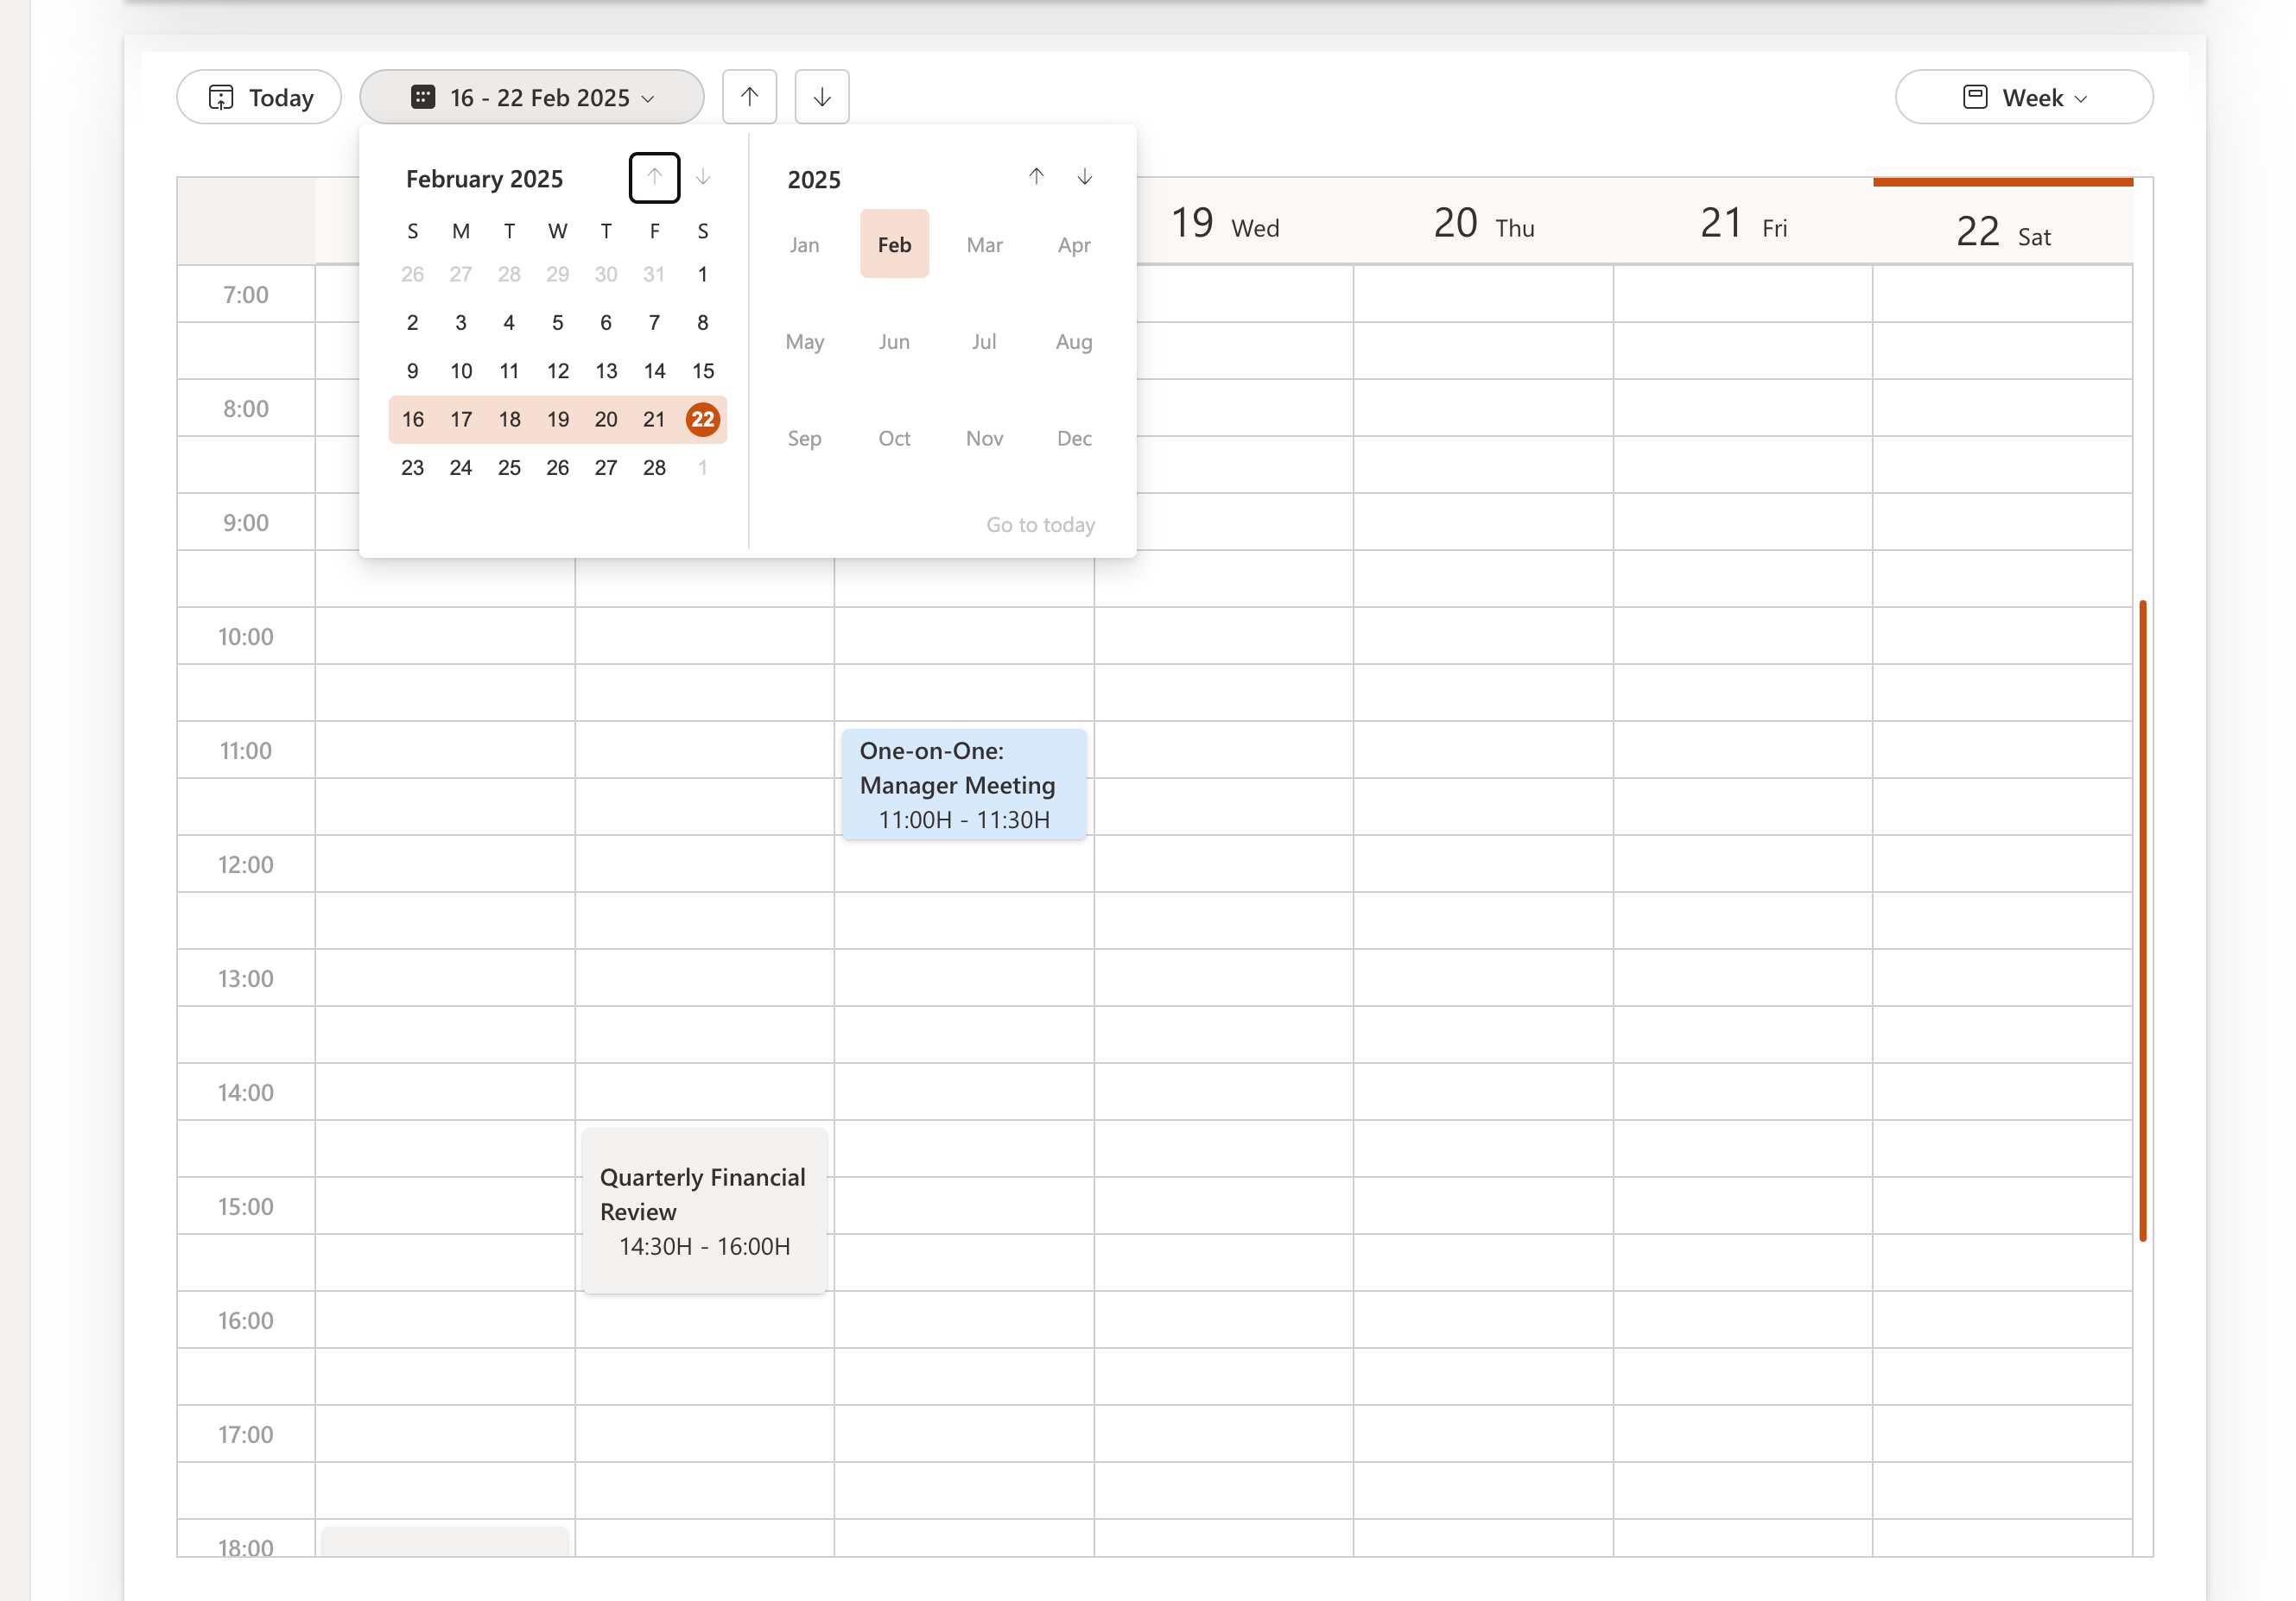 Today
16 - 22 Feb 2025
Week
February 2025
S M T W T F S
26 27 28 29 30 31 1
2 3 4 5 6 7 8
9 10 11 12 13 14 15
16 17 18 19 20 21 22
23 24 25 26 27 28 1
2025
Jan Feb Mar Apr
May Jun Jul Aug
Sep Oct Nov Dec
Go to today
19 Wed
20 Thu
21 Fri
22 Sat
7:00
8:00
9:00
10:00
11:00
One-on-One:
Manager Meeting
11:00H - 11:30H
12:00
13:00
14:00
Quarterly Financial
Review
14:30H - 16:00H
15:00
16:00
17:00
18:00